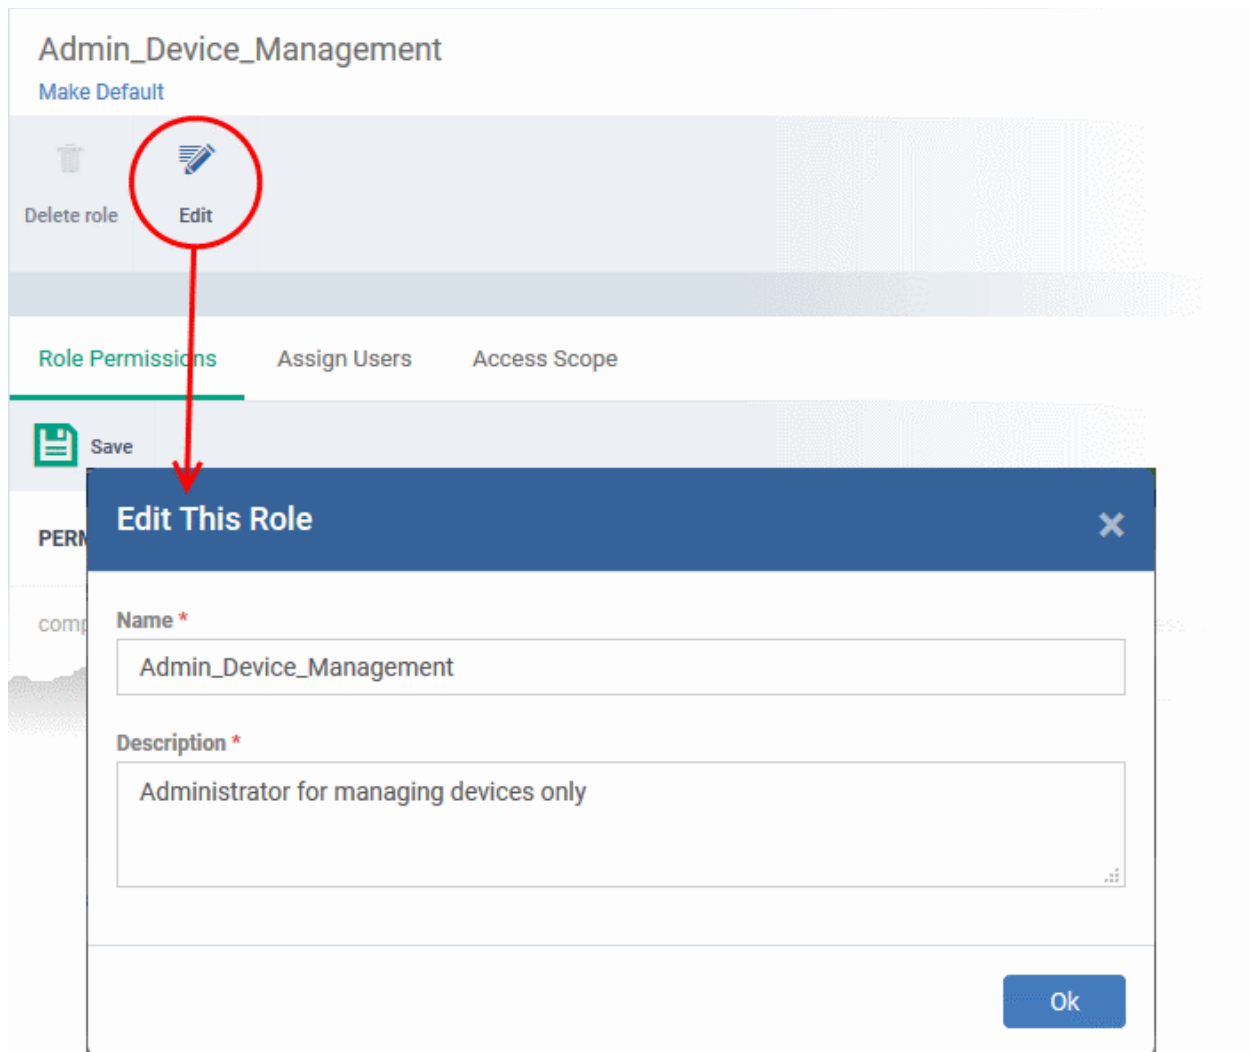 Admin_Device_Management
Make Default
Delete role
Edit
Role Permissions
Assign Users
Access Scope
Save
Edit This Role
Name *
Admin_Device_Management
Description *
Administrator for managing devices only
Ok